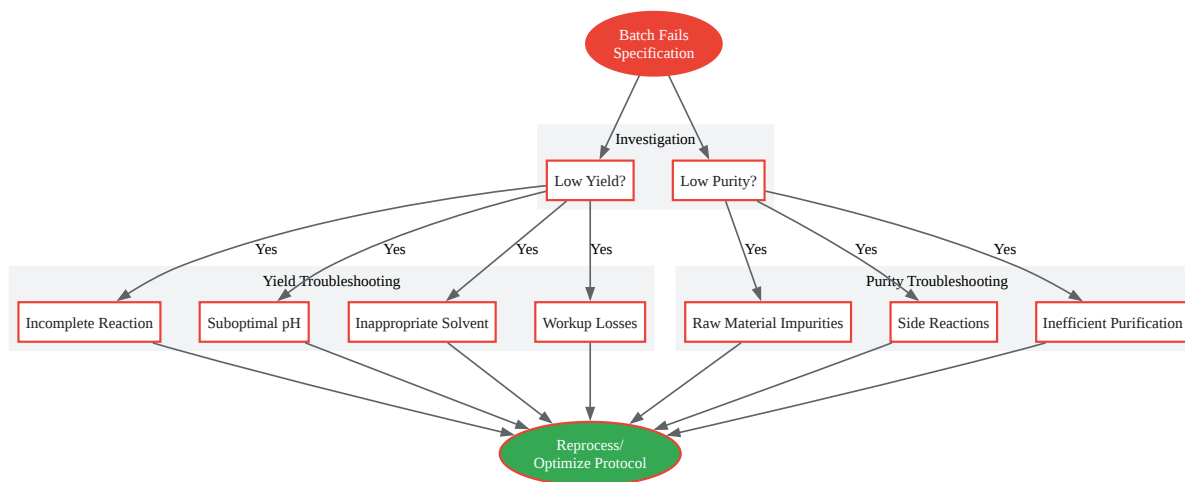 Batch Fails
Specification
Investigation
Low Yield?
Low Purity?
Yes
Yes
Yes
Yes
Yes
Yes
Yes
Yield Troubleshooting
Purity Troubleshooting
Incomplete Reaction
Suboptimal pH
Inappropriate Solvent
Workup Losses
Raw Material Impurities
Side Reactions
Inefficient Purification
Reprocess/
Optimize Protocol